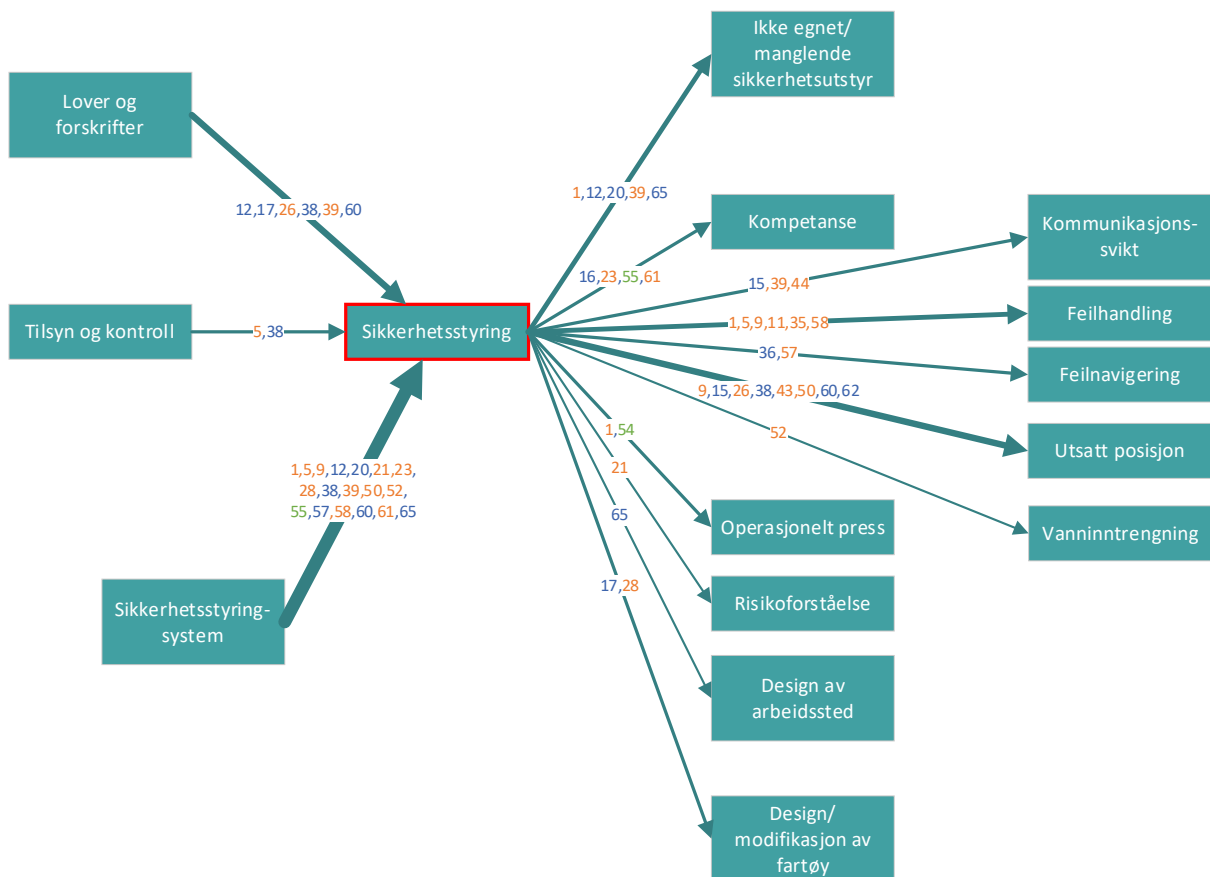 Ikke egnet/
manglende
sikkerhetsutstyr
Lover og
forskrifter
1,12,20,39,65
12,17,26,38,39,60
Kompetanse
Kommunikasjons-
svikt
16,23,55,61
15,39,44
Tilsyn og kontroll
5,38
Sikkerhetsstyring
1,5,9,11,35,58
Feilhandling
36,57
Feilnavigering
9,15,26,38,43,50,60,62
1,54
52
Utsatt posisjon
21
1,5,9,12,20,21,23,
28,38,39,50,52,
55,57,58,60,61,65
65
Operasjonelt press
Vanninntrengning
17,28
Sikkerhetsstyring-
system
Risikoforståelse
Design av
arbeidssted
Design/
modifikasjon av
fartøy